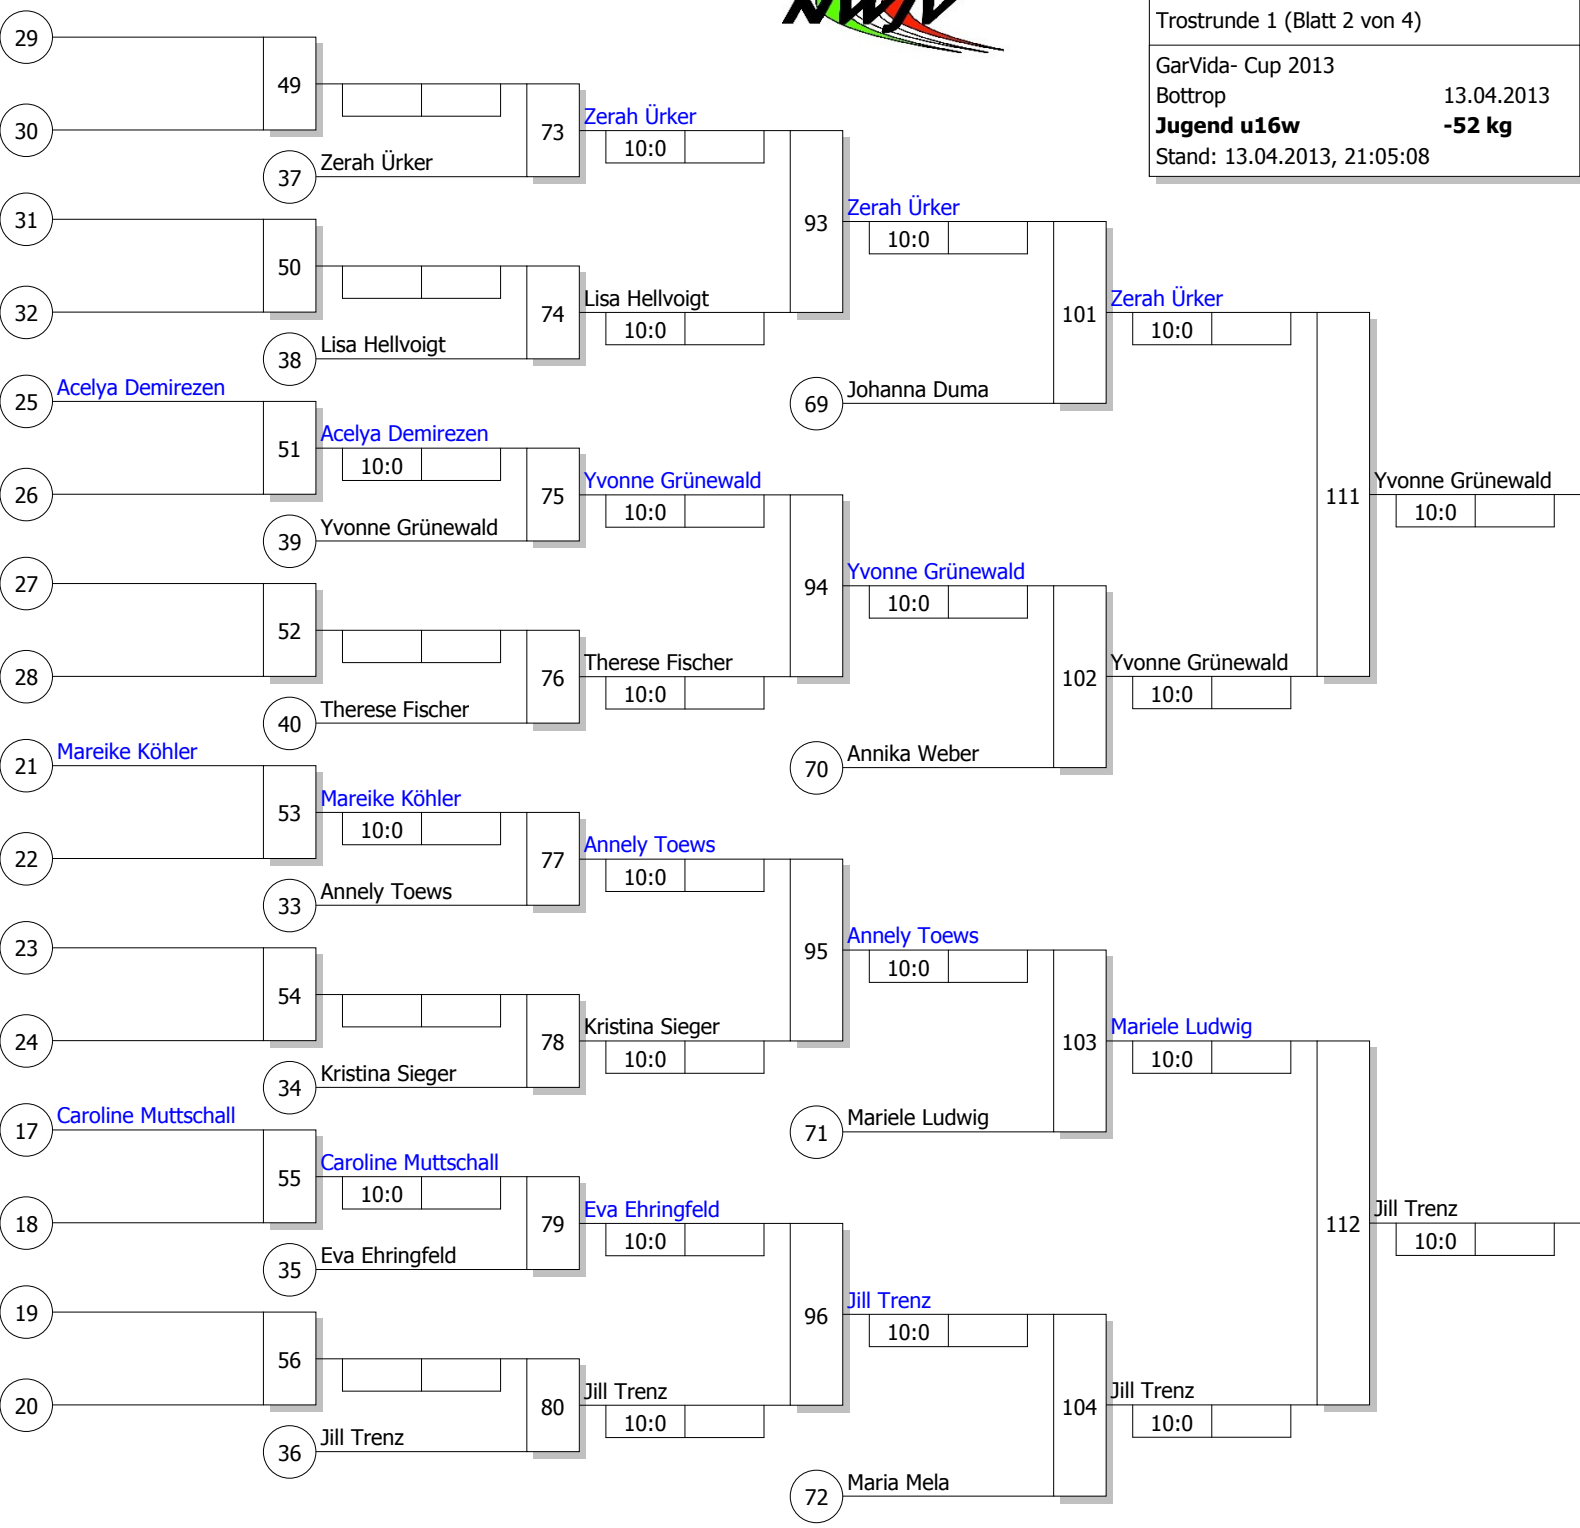 NWJV
Trostrunde 1 (Blatt 2 von 4)
GarVida- Cup 2013
Bottrop 13.04.2013
Jugend u16w -52 kg
Stand: 13.04.2013, 21:05:08
29
49
30
73
Zerah Ürker
10:0
37
Zerah Ürker
31
93
Zerah Ürker
10:0
50
32
74
Lisa Hellvoigt
10:0
38
Lisa Hellvoigt
101
Zerah Ürker
10:0
25
Acelya Demirezen
69
Johanna Duma
51
Acelya Demirezen
10:0
26
75
Yvonne Grünewald
10:0
39
Yvonne Grünewald
111
Yvonne Grünewald
10:0
27
94
Yvonne Grünewald
10:0
52
28
76
Therese Fischer
10:0
40
Therese Fischer
102
Yvonne Grünewald
10:0
21
Mareike Köhler
70
Annika Weber
53
Mareike Köhler
10:0
22
77
Annely Toews
10:0
33
Annely Toews
23
95
Annely Toews
10:0
54
24
78
Kristina Sieger
10:0
34
Kristina Sieger
103
Mariele Ludwig
10:0
17
Caroline Muttschall
71
Mariele Ludwig
55
Caroline Muttschall
10:0
18
79
Eva Ehringfeld
10:0
35
Eva Ehringfeld
112
Jill Trenz
10:0
19
96
Jill Trenz
10:0
56
20
80
Jill Trenz
10:0
36
Jill Trenz
104
Jill Trenz
10:0
72
Maria Mela